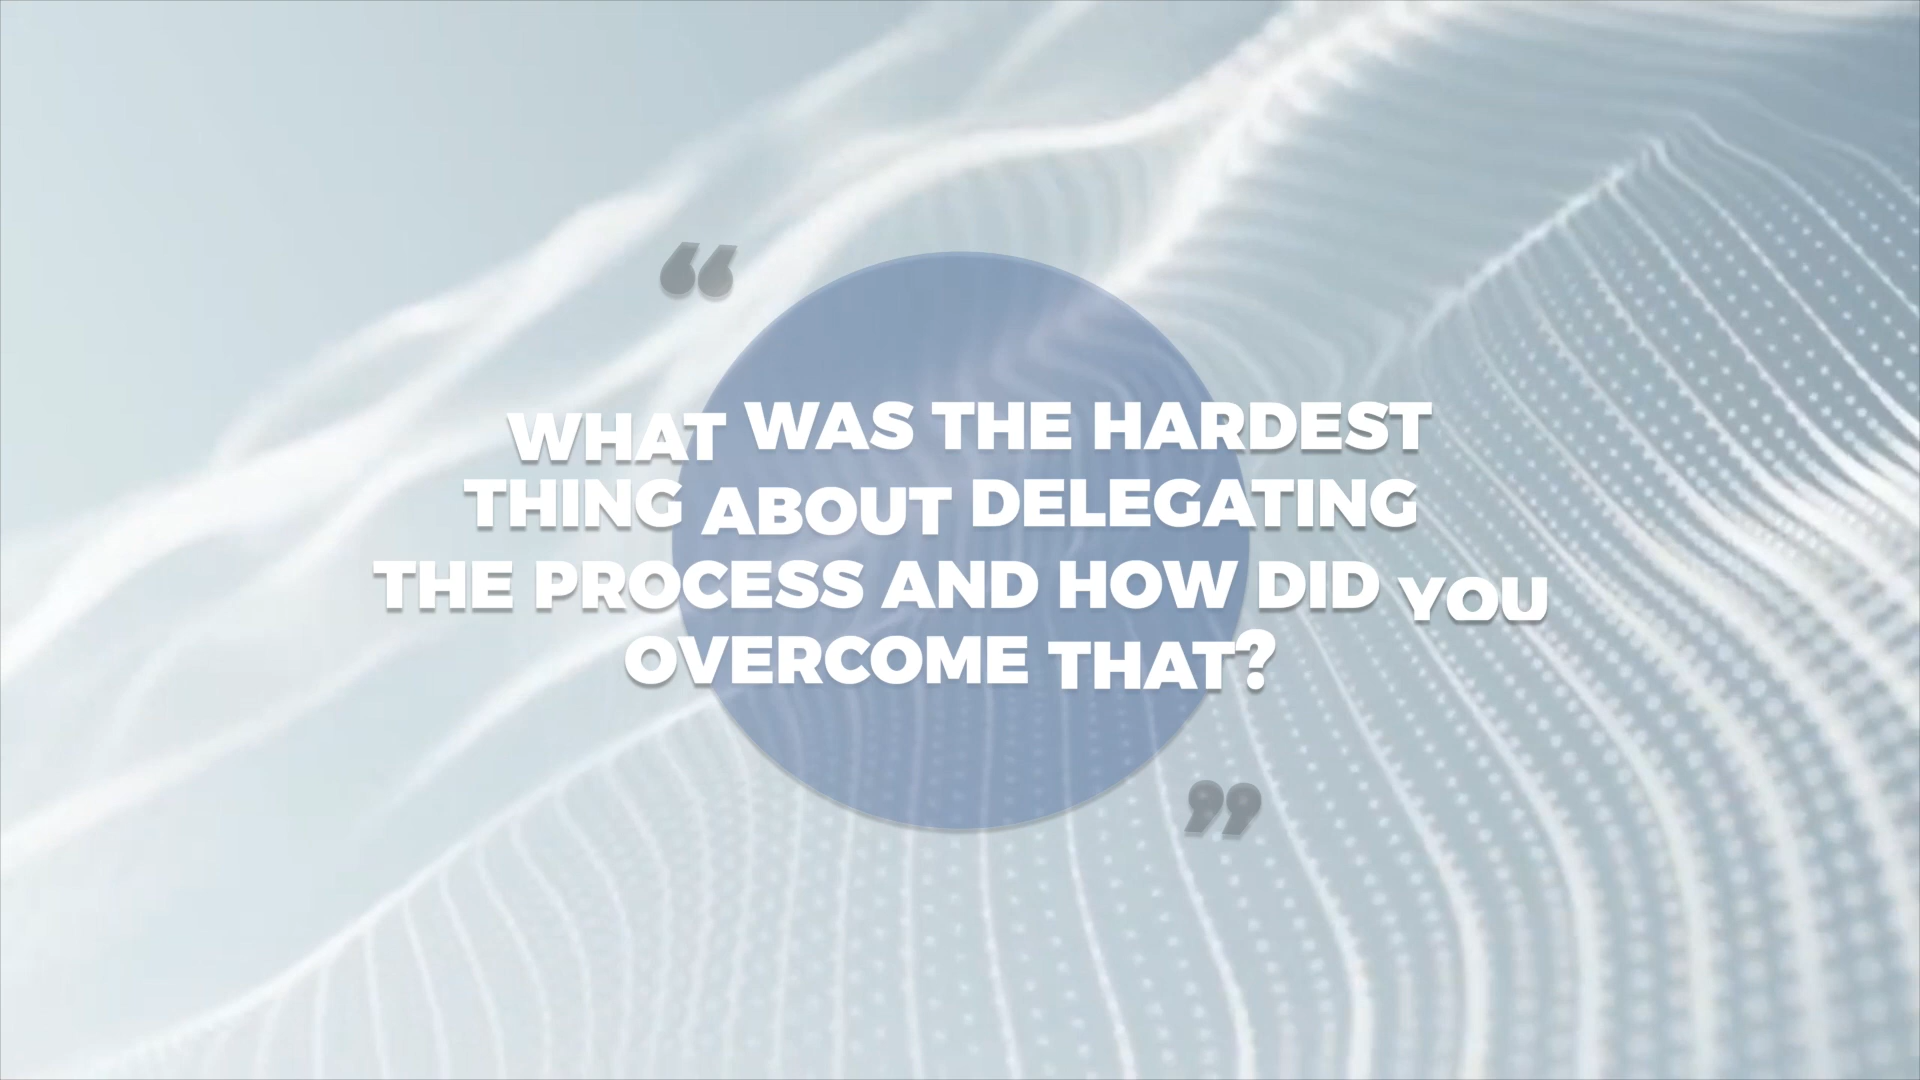 “
WHAT WAS THE HARDEST
THING ABOUT DELEGATING
THE PROCESS AND HOW DID YOU
OVERCOME THAT?
”